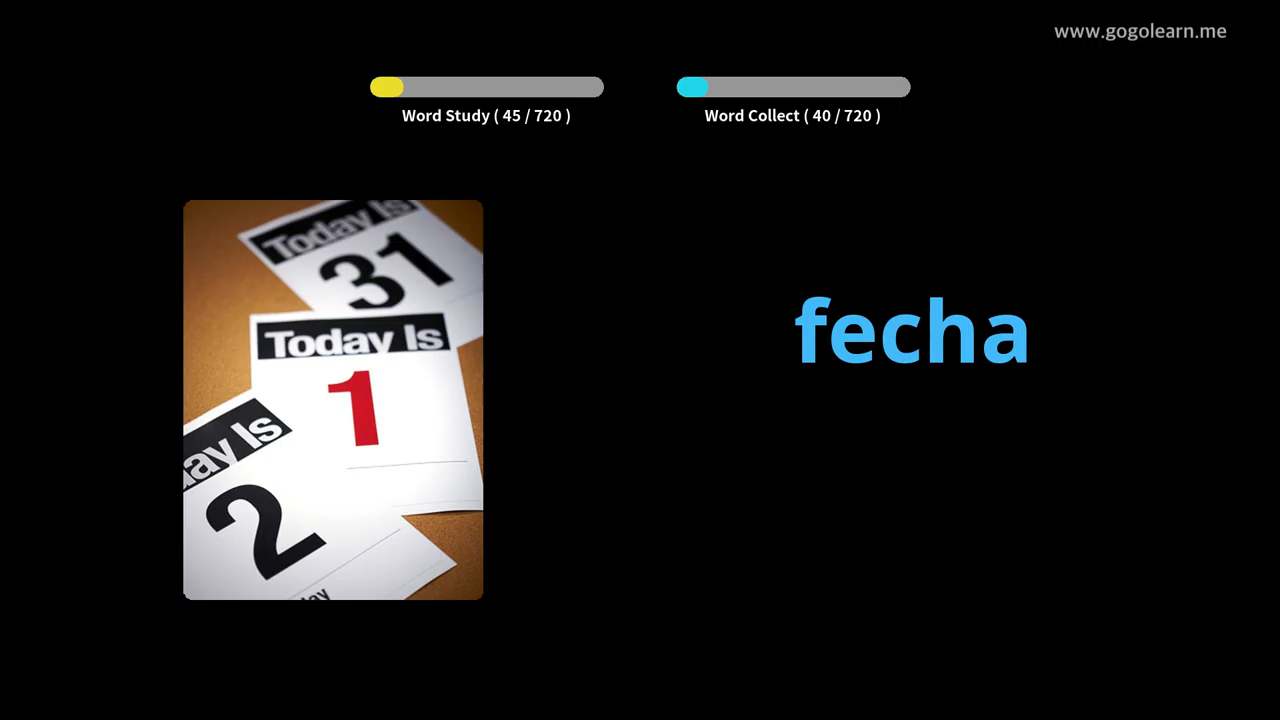 www.gogolearn.me
Word Study ( 45 / 720 )
Word Collect ( 40 / 720 )
Today Is
31
Today Is
1
ay Is
2
ay
fecha